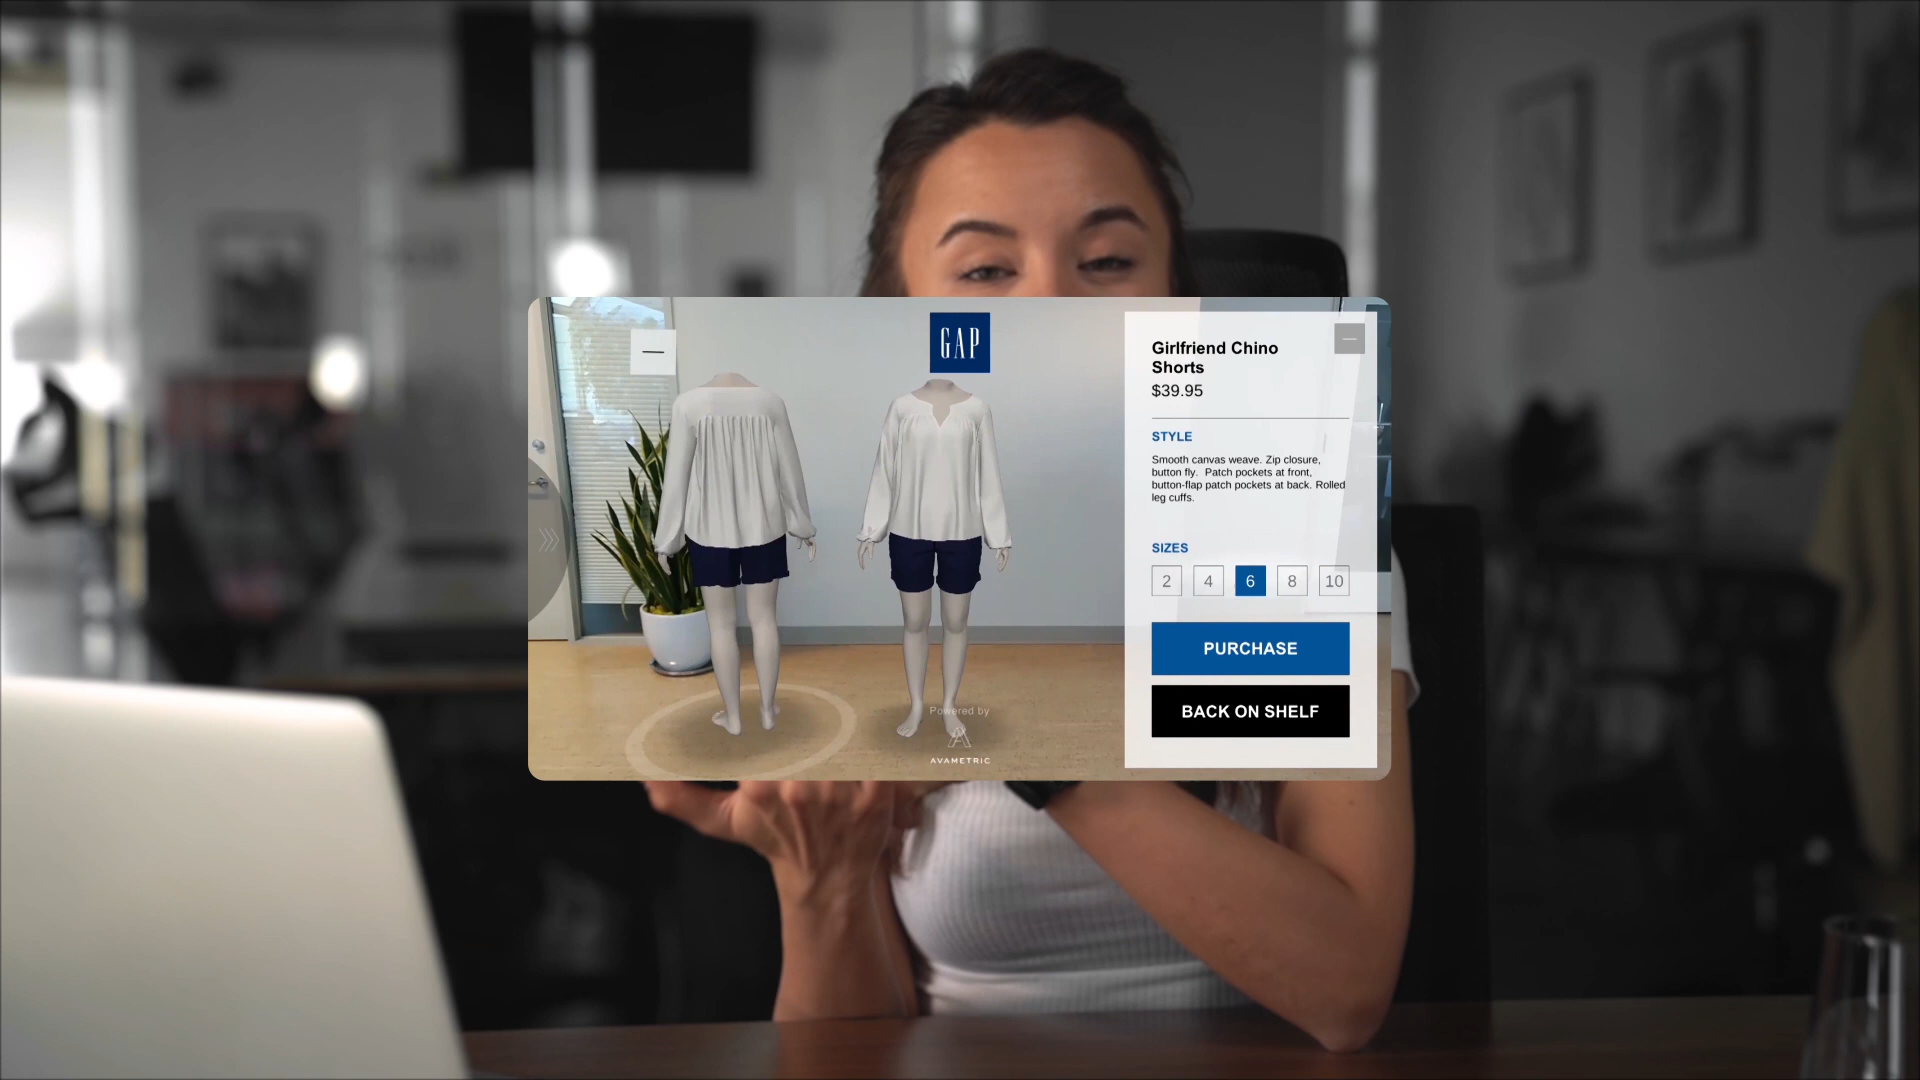 GAP
Girlfriend Chino
Shorts
$39.95
STYLE
Smooth canvas weave. Zip closure,
button fly.  Patch pockets at front,
button-flap patch pockets at back. Rolled
leg cuffs.
SIZES
2 4 6 8 10
PURCHASE
BACK ON SHELF
Powered by
AVAMETRIC